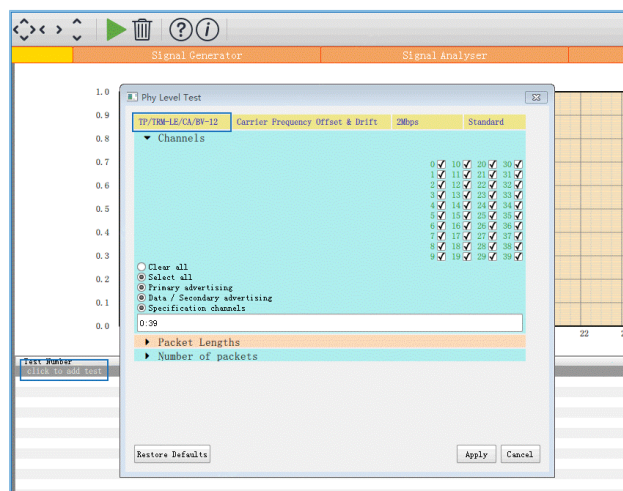 Signal Generator Signal Analyser
Phy Level Test
TP/TRM-LE/CA/BV-12 Carrier Frequency Offset & Drift 2Mbps Standard
Channels
0 10 20 30
1 11 21 31
2 12 22 32
3 13 23 33
4 14 24 34
5 15 25 35
6 16 26 36
7 17 27 37
8 18 28 38
9 19 29 39
Clear all
Select all
Primary advertising
Data / Secondary advertising
Specification channels
0:39
Packet Lengths
Number of packets
Restore Defaults Apply Cancel
1.0
0.9
0.8
0.7
0.6
0.5
0.4
0.3
0.2
0.1
0.0
22
Test Number
click to add test